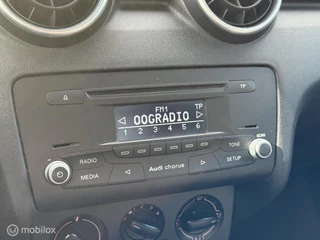 TP
FM1
TP
OOGRADIO
1 2 3 4 5 6
SCAN
RADIO
TONE
MEDIA
Audi chorus
SETUP
mobilox